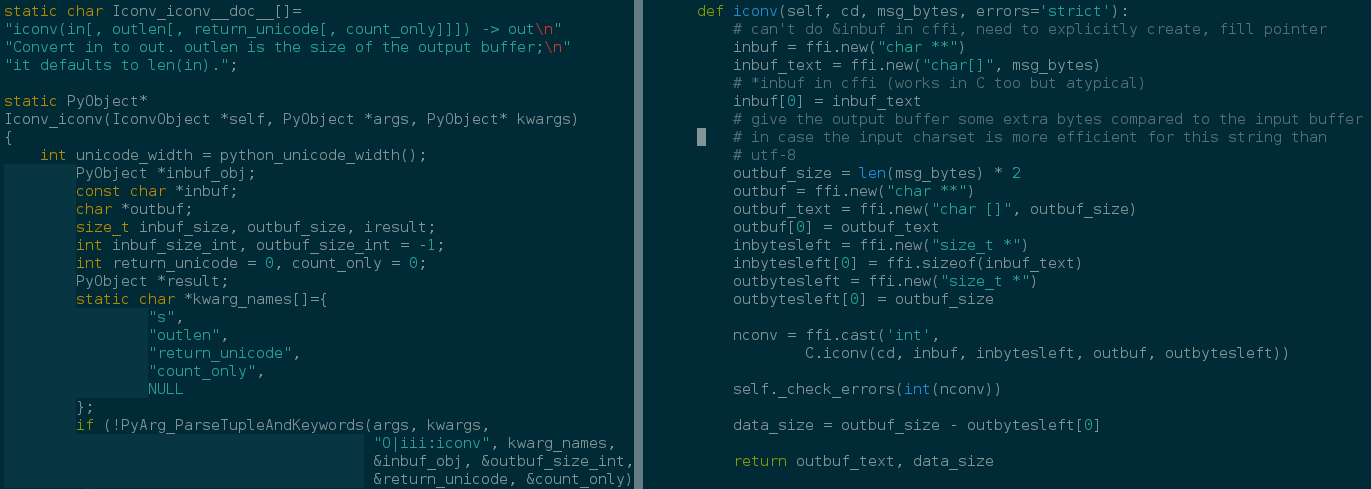 static char Iconv_iconv__doc__[]=
"iconv(in[, outlen[, return_unicode[, count_only]]]) -> out\n"
"Convert in to out. outlen is the size of the output buffer;\n"
"it defaults to len(in).";

static PyObject*
Iconv_iconv(IconvObject *self, PyObject *args, PyObject* kwargs)
{
    int unicode_width = python_unicode_width();
        PyObject *inbuf_obj;
        const char *inbuf;
        char *outbuf;
        size_t inbuf_size, outbuf_size, iresult;
        int inbuf_size_int, outbuf_size_int = -1;
        int return_unicode = 0, count_only = 0;
        PyObject *result;
        static char *kwarg_names[]={
                "s",
                "outlen",
                "return_unicode",
                "count_only",
                NULL
        };
        if (!PyArg_ParseTupleAndKeywords(args, kwargs,
                                         "O|iii:iconv", kwarg_names,
                                         &inbuf_obj, &outbuf_size_int,
                                         &return_unicode, &count_only)

def iconv(self, cd, msg_bytes, errors='strict'):
    # can't do &inbuf in cffi, need to explicitly create, fill pointer
    inbuf = ffi.new("char **")
    inbuf_text = ffi.new("char[]", msg_bytes)
    # *inbuf in cffi (works in C too but atypical)
    inbuf[0] = inbuf_text
    # give the output buffer some extra bytes compared to the input buffer
    # in case the input charset is more efficient for this string than
    # utf-8
    outbuf_size = len(msg_bytes) * 2
    outbuf = ffi.new("char **")
    outbuf_text = ffi.new("char []", outbuf_size)
    outbuf[0] = outbuf_text
    inbytesleft = ffi.new("size_t *")
    inbytesleft[0] = ffi.sizeof(inbuf_text)
    outbytesleft = ffi.new("size_t *")
    outbytesleft[0] = outbuf_size

    nconv = ffi.cast('int',
            C.iconv(cd, inbuf, inbytesleft, outbuf, outbytesleft))

    self._check_errors(int(nconv))

    data_size = outbuf_size - outbytesleft[0]

    return outbuf_text, data_size